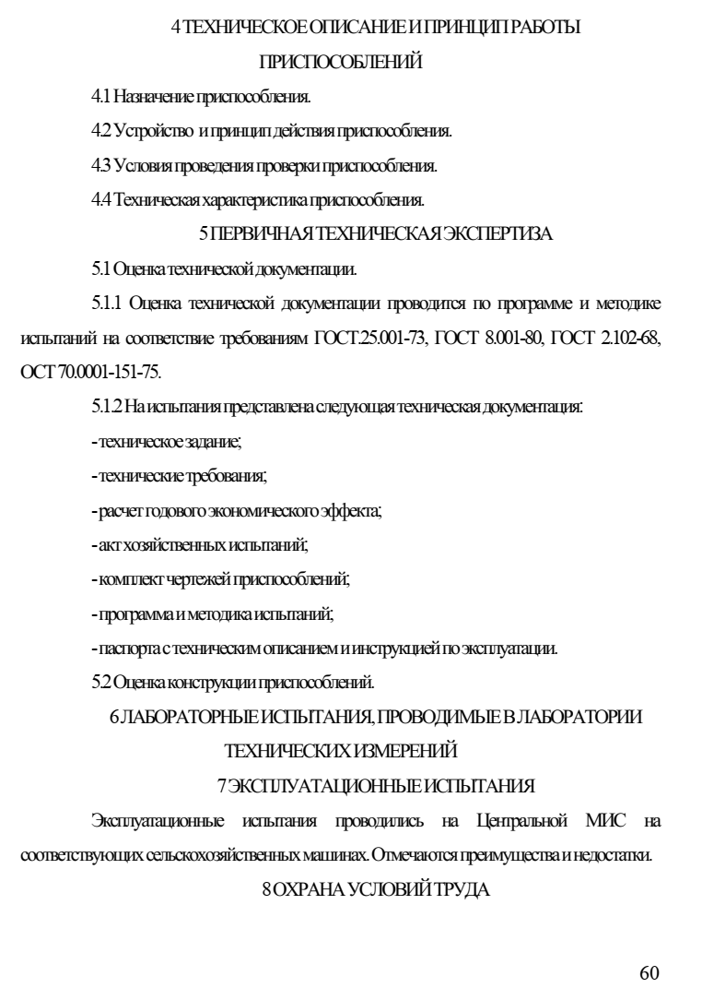 4 ТЕХНИЧЕСКОЕ ОПИСАНИЕ И ПРИНЦИП РАБОТЫ
ПРИСПОСОБЛЕНИЙ
4.1 Назначение приспособления.
4.2 Устройство и принцип действия приспособления.
4.3 Условия проведения проверки приспособления.
4.4 Техническая характеристика приспособления.
5 ПЕРВИЧНАЯ ТЕХНИЧЕСКАЯ ЭКСПЕРТИЗА
5.1 Оценка технической документации.
5.1.1 Оценка технической документации проводится по программе и методике
испытаний на соответствие требованиям ГОСТ.25.001-73, ГОСТ 8.001-80, ГОСТ 2.102-68,
ОСТ 70.0001-151-75.
5.1.2 На испытания представлена следующая техническая документация:
- техническое задание;
- технические требования;
- расчет годового экономического эффекта;
- акт хозяйственных испытаний;
- комплект чертежей приспособлений;
- программа и методика испытаний;
- паспорта с техническим описанием и инструкцией по эксплуатации.
5.2 Оценка конструкции приспособлений.
6 ЛАБОРАТОРНЫЕ ИСПЫТАНИЯ, ПРОВОДИМЫЕ В ЛАБОРАТОРИИ
ТЕХНИЧЕСКИХ ИЗМЕРЕНИЙ
7 ЭКСПЛУАТАЦИОННЫЕ ИСПЫТАНИЯ
Эксплуатационные испытания проводились на Центральной МИС на
соответствующих сельскохозяйственных машинах. Отмечаются преимущества и недостатки.
8 ОХРАНА УСЛОВИЙ ТРУДА
60